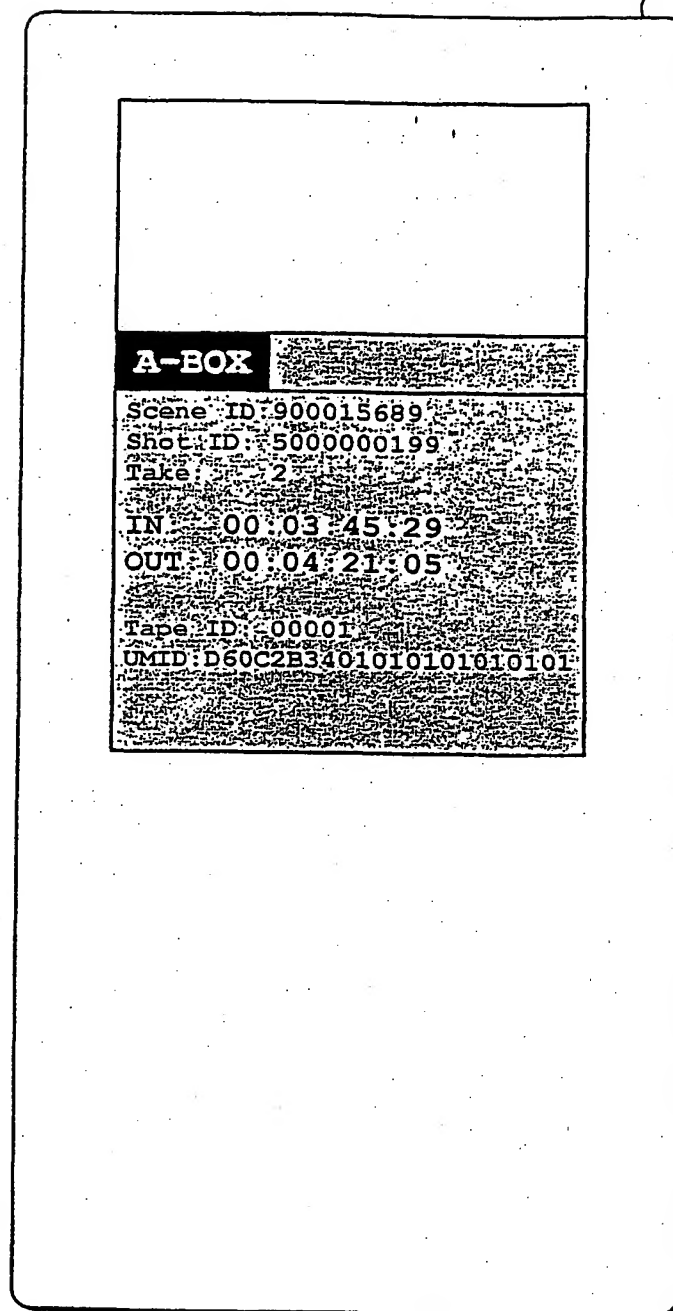 A-BOX
Scene ID:900015689
Shot ID: 5000000199
Take: 2
IN: 00:03:45:29
OUT: 00:04:21:05
Tape ID: 00001
UMID:D60C2B3401010101010101